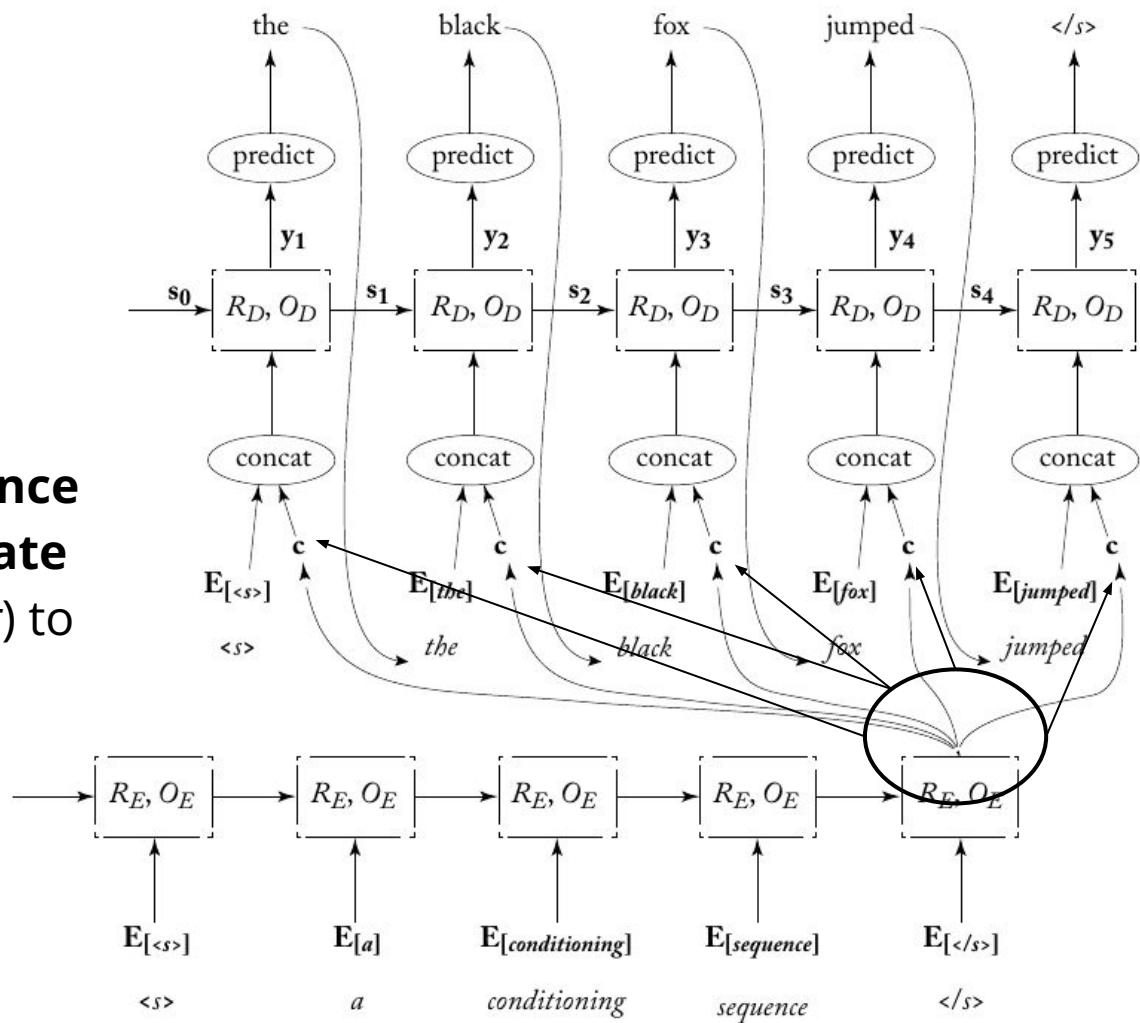 the black fox jumped </s>
predict predict predict predict predict
y1 y2 y3 y4 y5
s0 RD, OD s1 RD, OD s2 RD, OD s3 RD, OD s4 RD, OD
concat concat concat concat concat
nce
ate
r) to
c c c c c
E[<s>] E[the] E[black] E[fox] E[jumped]
<s> the black fox jumped
RE, OE RE, OE RE, OE RE, OE RE, OE
E[<s>] E[a] E[conditioning] E[sequence] E[</s>]
<s> a conditioning sequence </s>